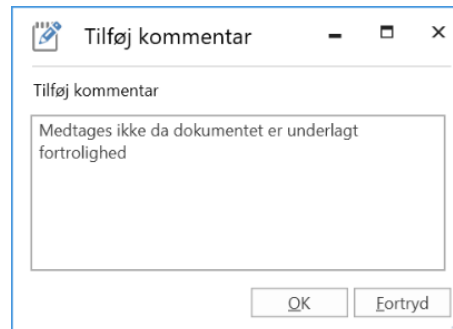 Tilføj kommentar
Tilføj kommentar
Medtages ikke da dokumentet er underlagt
fortrolighed
OK
Fortryd